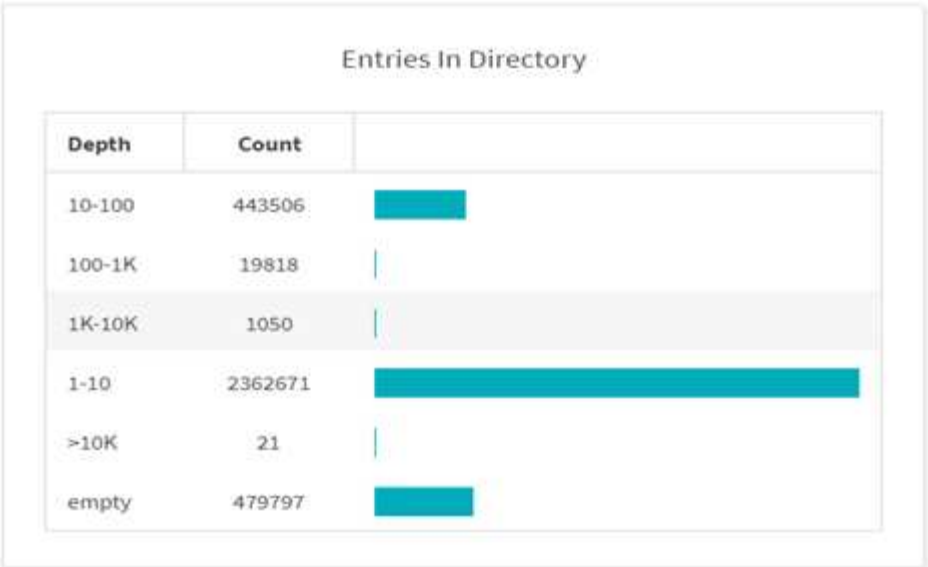 Entries In Directory
Depth Count
10-100 443506
100-1K 19818
1K-10K 1050
1-10 2362671
>10K 21
empty 479797